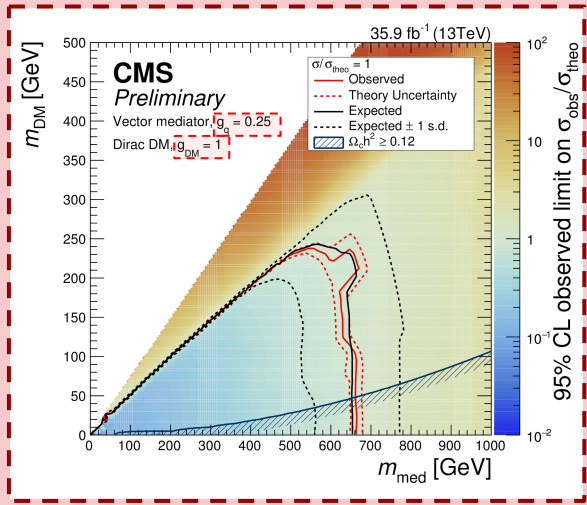 35.9 fb⁻¹ (13TeV)
CMS
Preliminary
Vector mediator, g_q = 0.25
Dirac DM, g_DM = 1
σ/σ_theo = 1
Observed
Theory Uncertainty
Expected
Expected ± 1 s.d.
Ω_c h² ≥ 0.12
m_DM [GeV]
500
450
400
350
300
250
200
150
100
50
0
0 100 200 300 400 500 600 700 800 900 1000
m_med [GeV]
10²
10
1
10⁻¹
10⁻²
95% CL observed limit on σ_obs/σ_theo